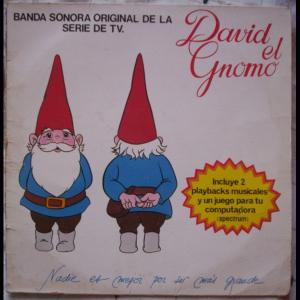 BANDA SONORA ORIGINAL DE LA
SERIE DE TV.
David
el
Gnomo
Incluye 2
playbacks musicales
y un juego para tu
computadora
(spectrum)
Nadie es mejor por ser más grande